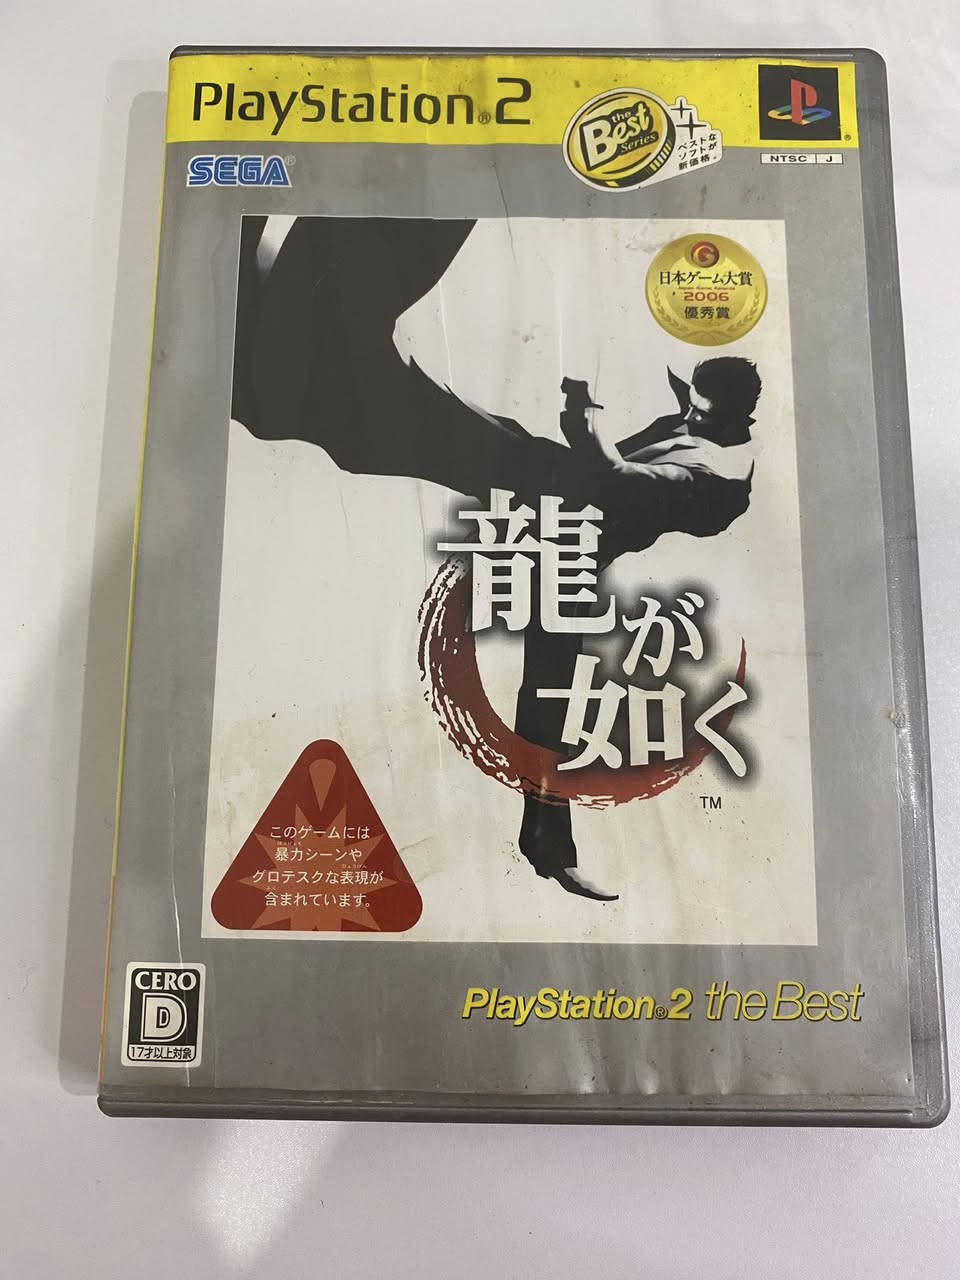 PlayStation®2
the
Best
Series
ベストな
ソフトが
新価格。
NTSC J
SEGA®
G
日本ゲーム大賞
Japan Game Awards
2006
優秀賞
龍が
如く
TM
このゲームには
暴力シーンや
グロテスクな表現が
含まれています。
CERO
D
17才以上対象
PlayStation®2 the Best